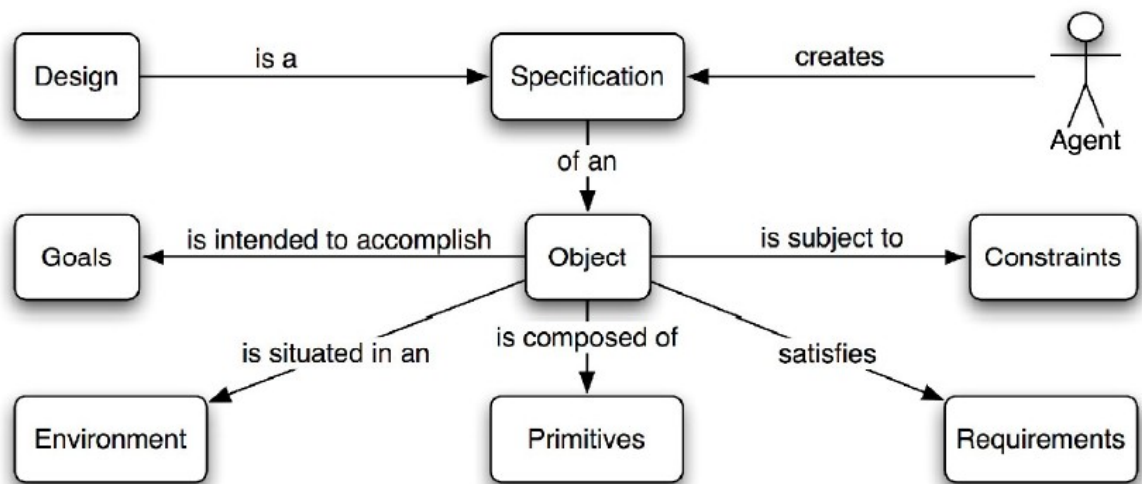 Design
is a
Specification
creates
Agent
of an
Goals
is intended to accomplish
Object
is subject to
Constraints
is situated in an
is composed of
satisfies
Environment
Primitives
Requirements